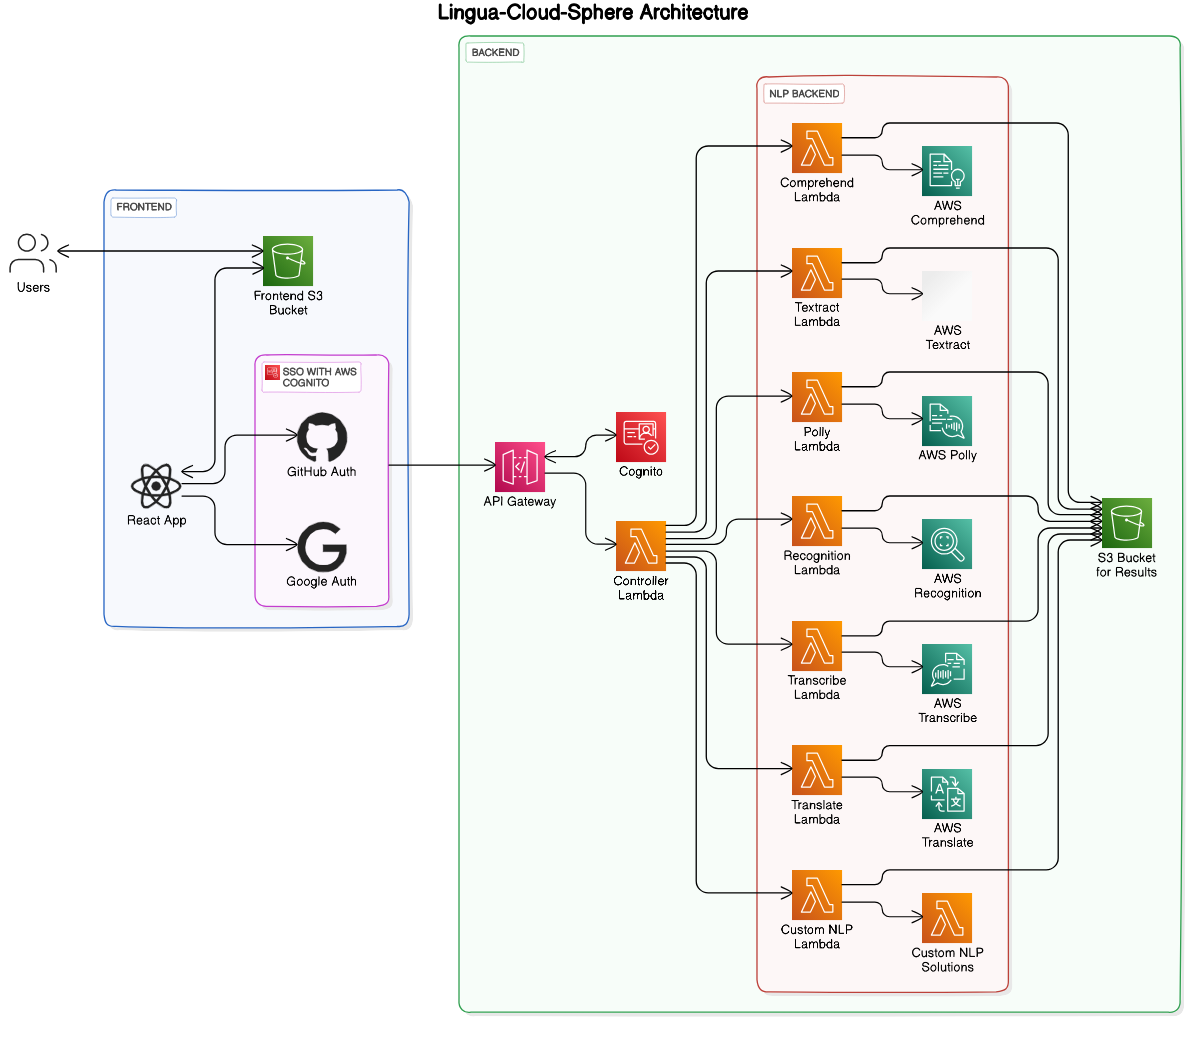 Lingua-Cloud-Sphere Architecture
BACKEND
NLP BACKEND
Comprehend
Lambda
AWS
Comprehend
FRONTEND
Users
Frontend S3
Bucket
Textract
Lambda
AWS
Textract
SSO WITH AWS
COGNITO
GitHub Auth
React App
Google Auth
API Gateway
Cognito
Controller
Lambda
Polly
Lambda
AWS Polly
Recognition
Lambda
AWS
Recognition
S3 Bucket
for Results
Transcribe
Lambda
AWS
Transcribe
Translate
Lambda
AWS
Translate
Custom NLP
Lambda
Custom NLP
Solutions